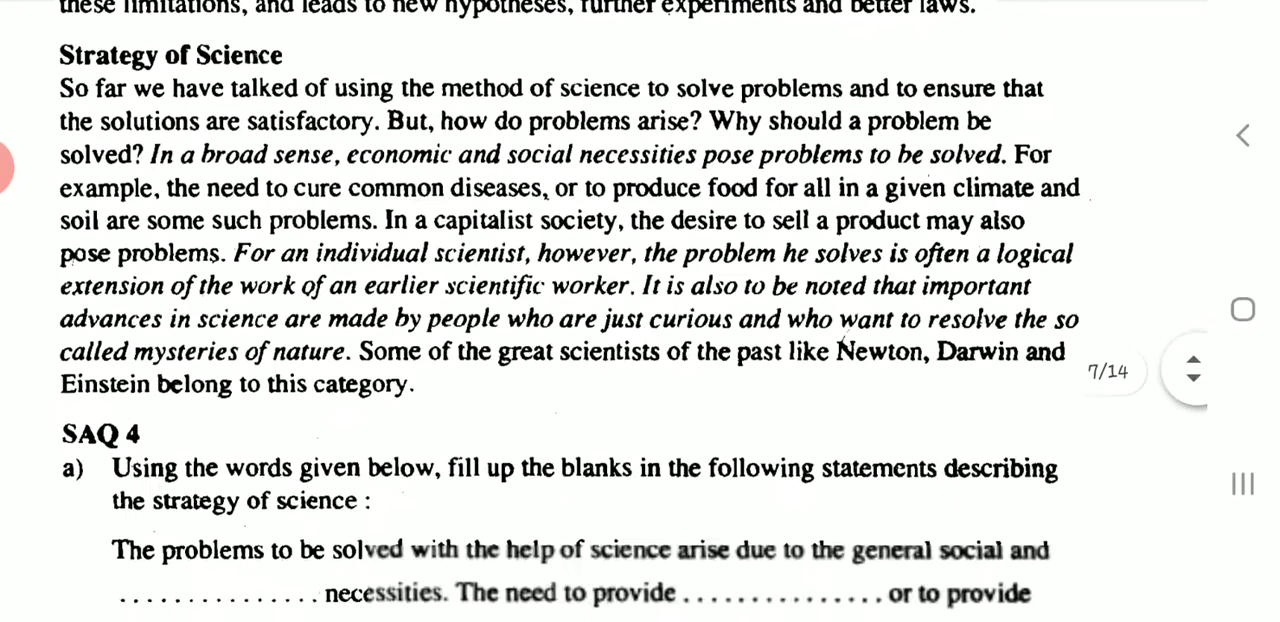 these limitations, and leads to new hypotheses, further experiments and better laws.
Strategy of Science
So far we have talked of using the method of science to solve problems and to ensure that
the solutions are satisfactory. But, how do problems arise? Why should a problem be
solved? In a broad sense, economic and social necessities pose problems to be solved. For
example, the need to cure common diseases, or to produce food for all in a given climate and
soil are some such problems. In a capitalist society, the desire to sell a product may also
pose problems. For an individual scientist, however, the problem he solves is often a logical
extension of the work of an earlier scientific worker. It is also to be noted that important
advances in science are made by people who are just curious and who want to resolve the so
called mysteries of nature. Some of the great scientists of the past like Newton, Darwin and
Einstein belong to this category.
7/14
SAQ 4
a) Using the words given below, fill up the blanks in the following statements describing
the strategy of science :
The problems to be solved with the help of science arise due to the general social and
................ necessities. The need to provide ................ or to provide